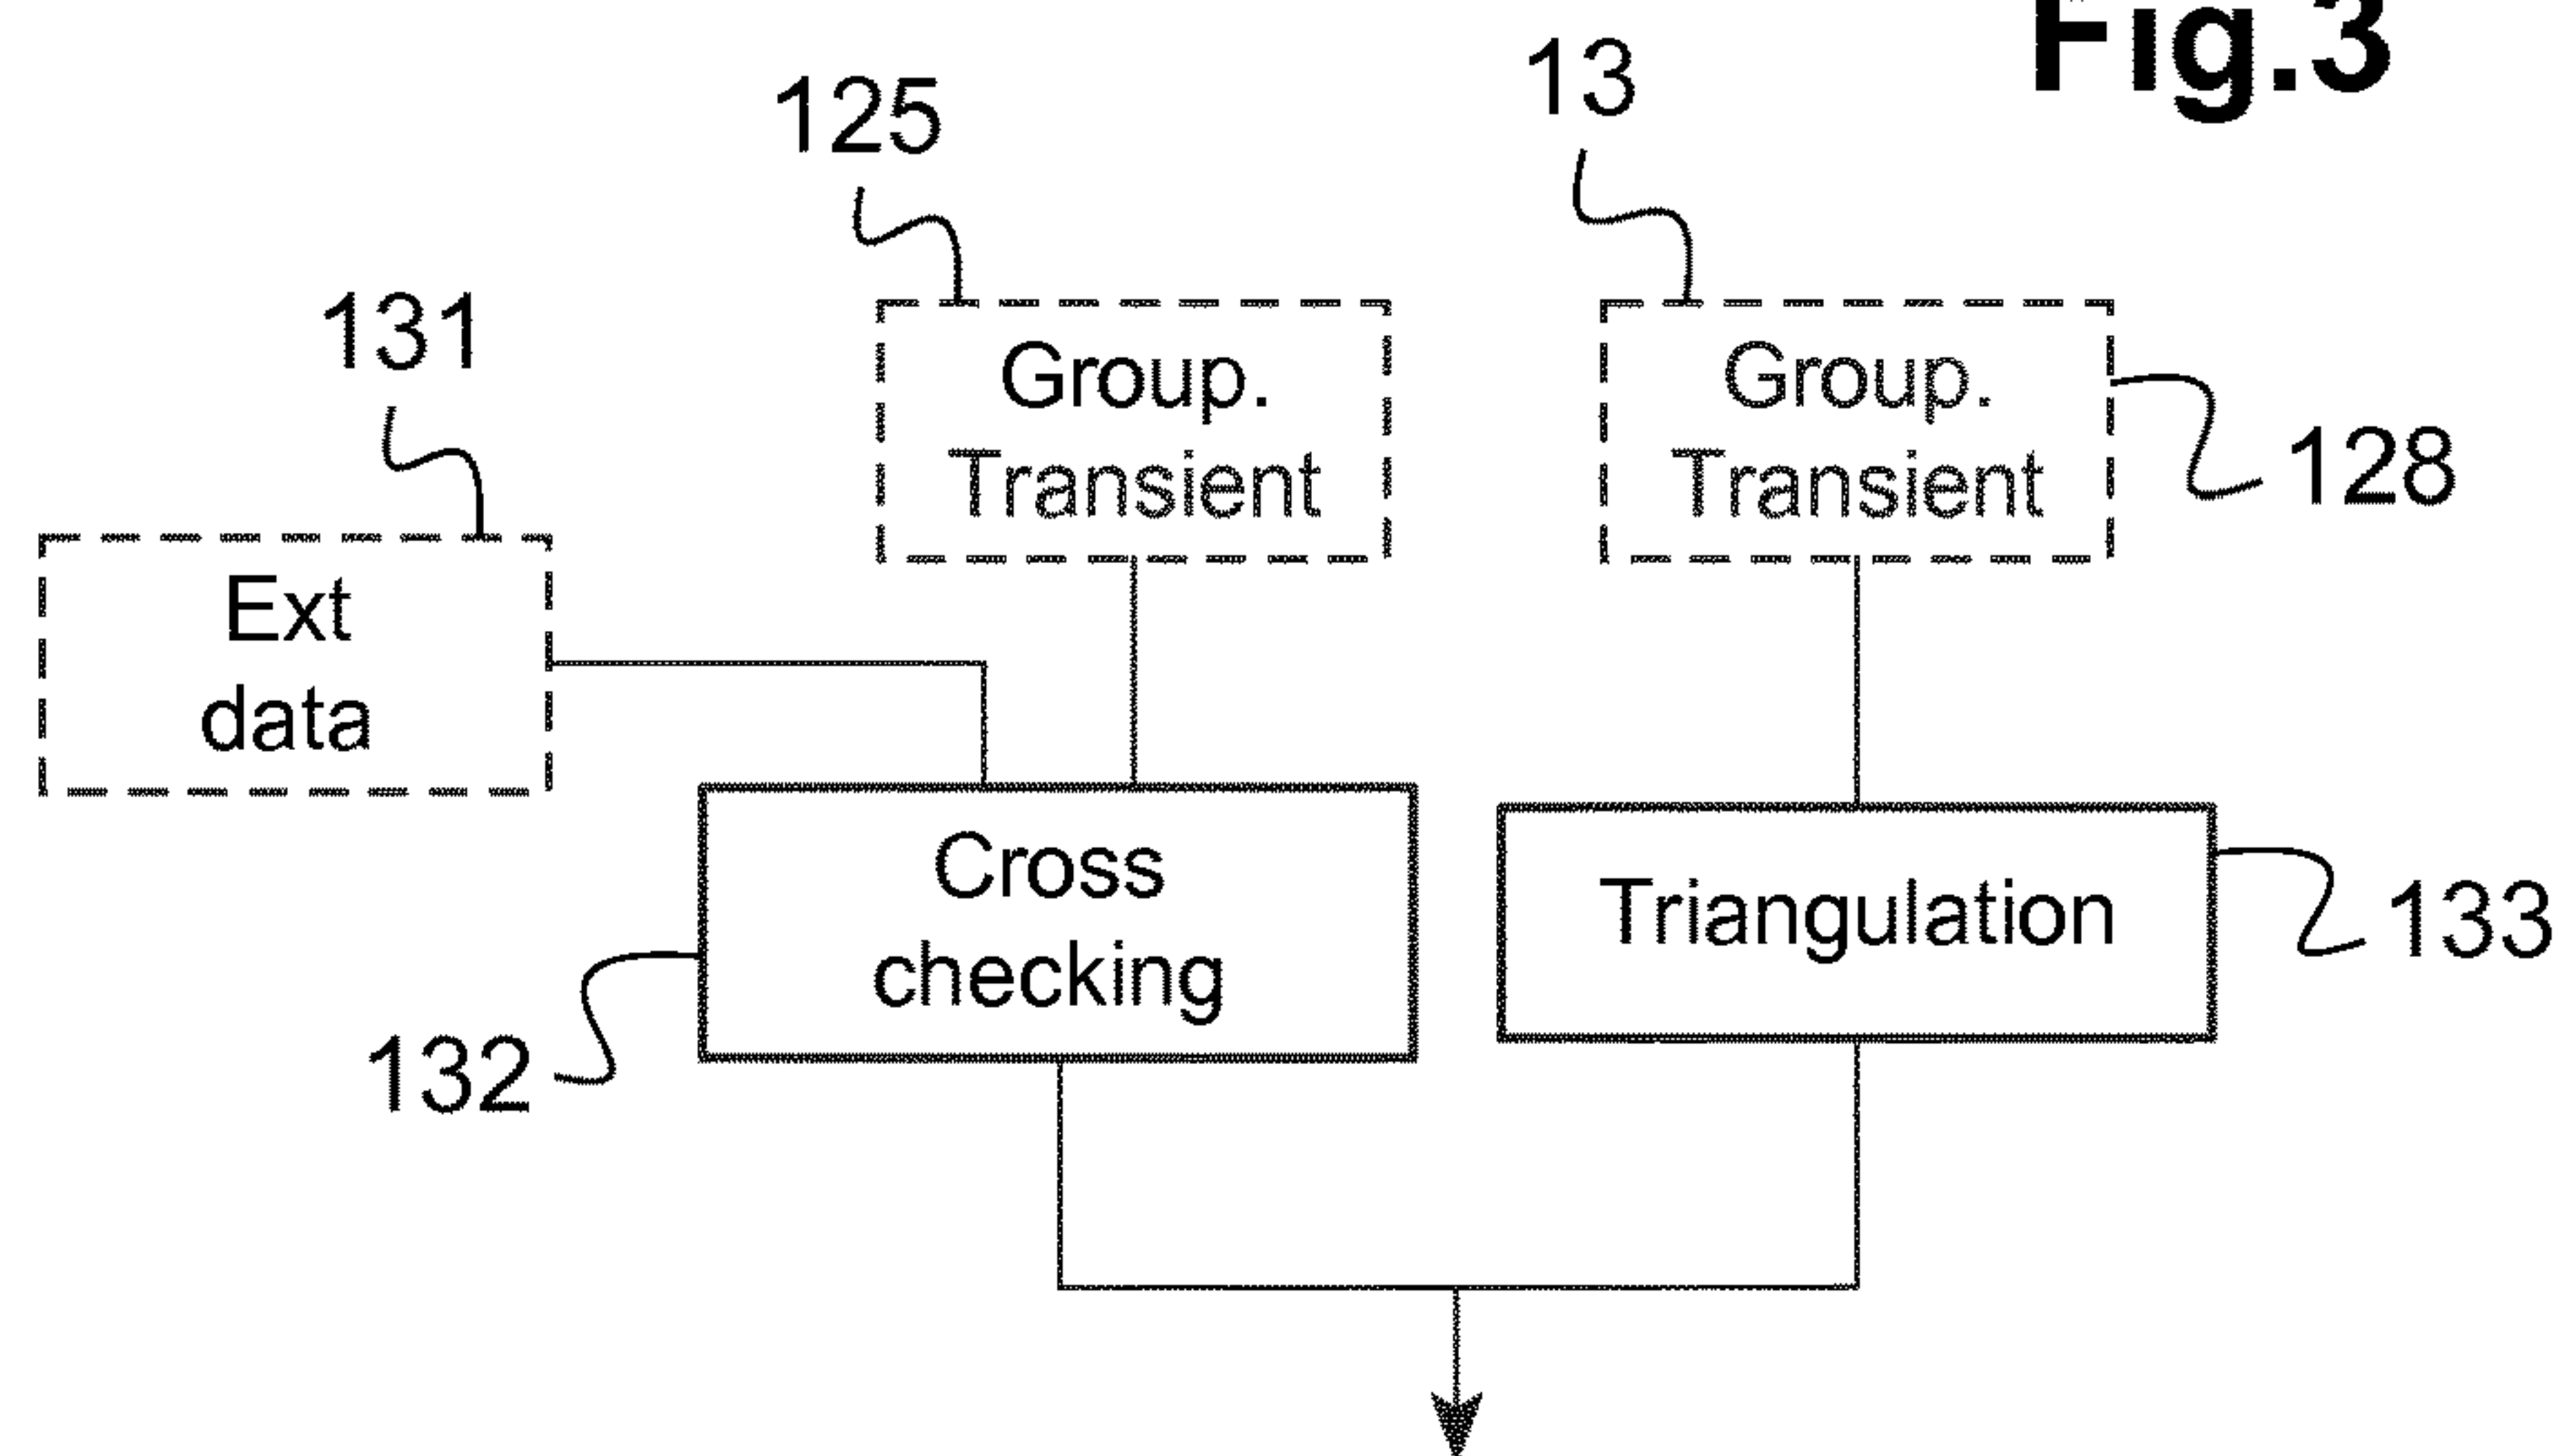 Fig.3
13
125
131
Group.
Transient
Group.
Transient
128
Ext
data
Cross
checking
Triangulation
133
132